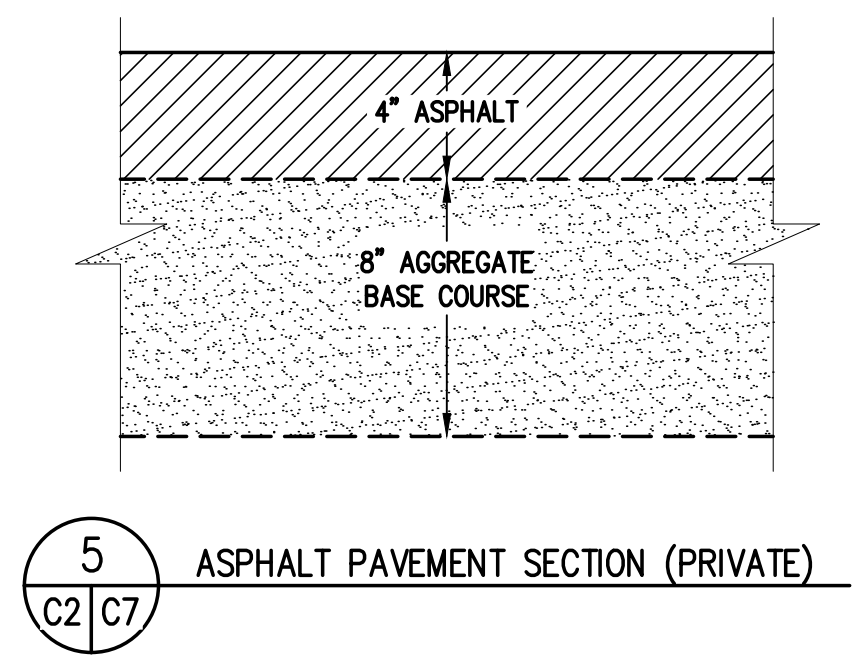 4" ASPHALT
8" AGGREGATE
BASE COURSE
5
ASPHALT PAVEMENT SECTION (PRIVATE)
C2 C7